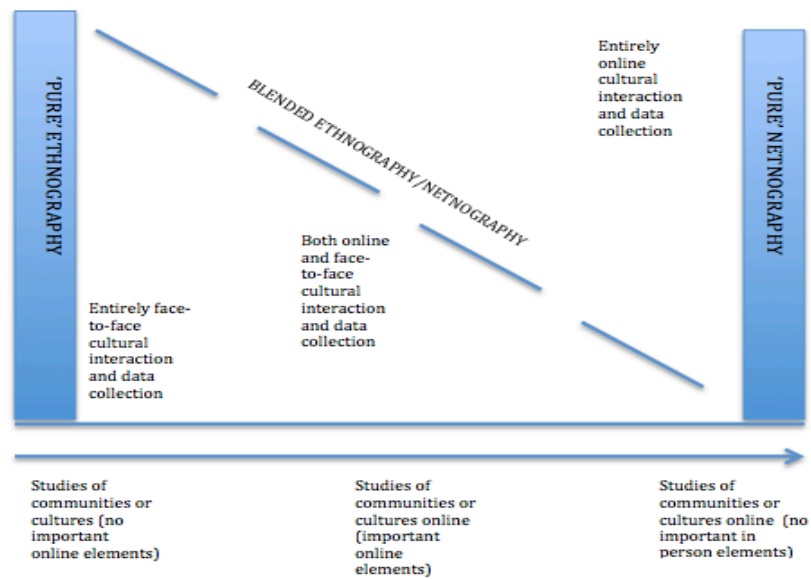 'PURE' ETHNOGRAPHY
Entirely face-
to-face
cultural
interaction
and data
collection
BLENDED ETHNOGRAPHY/NETNOGRAPHY
Both online
and face-
to-face
cultural
interaction
and data
collection
Entirely
online
cultural
interaction
and data
collection
'PURE' NETNOGRAPHY
Studies of
communities or
cultures (no
important
online elements)
Studies of
communities or
cultures online
(important
online
elements)
Studies of
communities or
cultures online (no
important in
person elements)